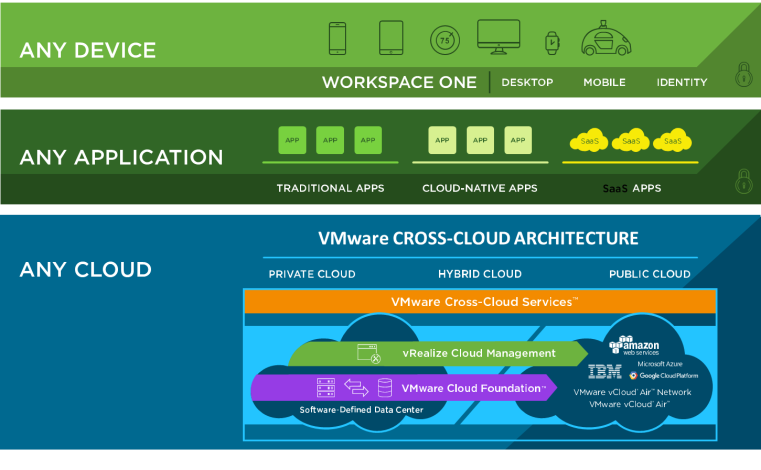 ANY DEVICE
75
WORKSPACE ONE DESKTOP MOBILE IDENTITY
ANY APPLICATION
APP APP APP APP APP APP SaaS SaaS SaaS
TRADITIONAL APPS CLOUD-NATIVE APPS SaaS APPS
ANY CLOUD
VMware CROSS-CLOUD ARCHITECTURE
PRIVATE CLOUD HYBRID CLOUD PUBLIC CLOUD
VMware Cross-Cloud Services™
vRealize Cloud Management
VMware Cloud Foundation™
Software-Defined Data Center
amazon
web services
Microsoft Azure
IBM Google Cloud Platform
VMware vCloud® Air™ Network
VMware vCloud® Air™